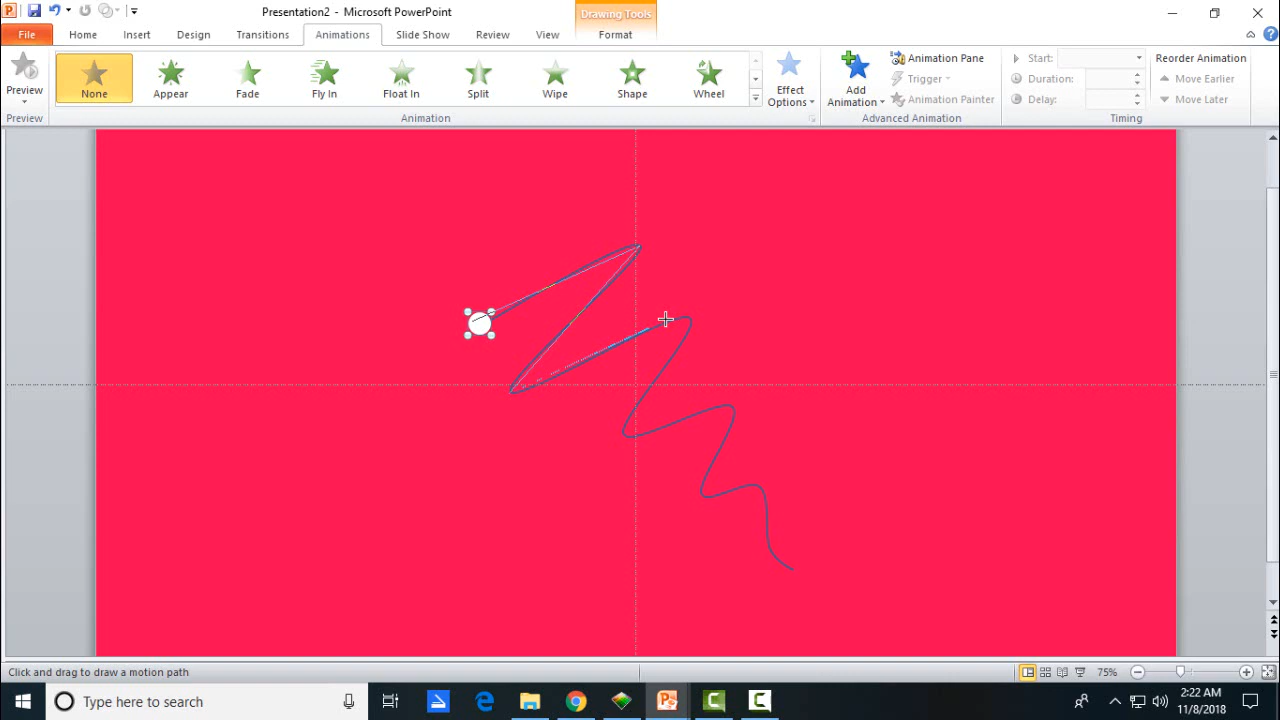 Presentation2 - Microsoft PowerPoint
Drawing Tools
File Home Insert Design Transitions Animations Slide Show Review View Format
Preview
None Appear Fade Fly In Float In Split Wipe Shape Wheel
Effect Options
Add Animation
Animation Pane
Trigger
Animation Painter
Start:
Duration:
Delay:
Reorder Animation
Move Earlier
Move Later
Preview Animation Advanced Animation Timing
Click and drag to draw a motion path
75%
Type here to search
2:22 AM
11/8/2018